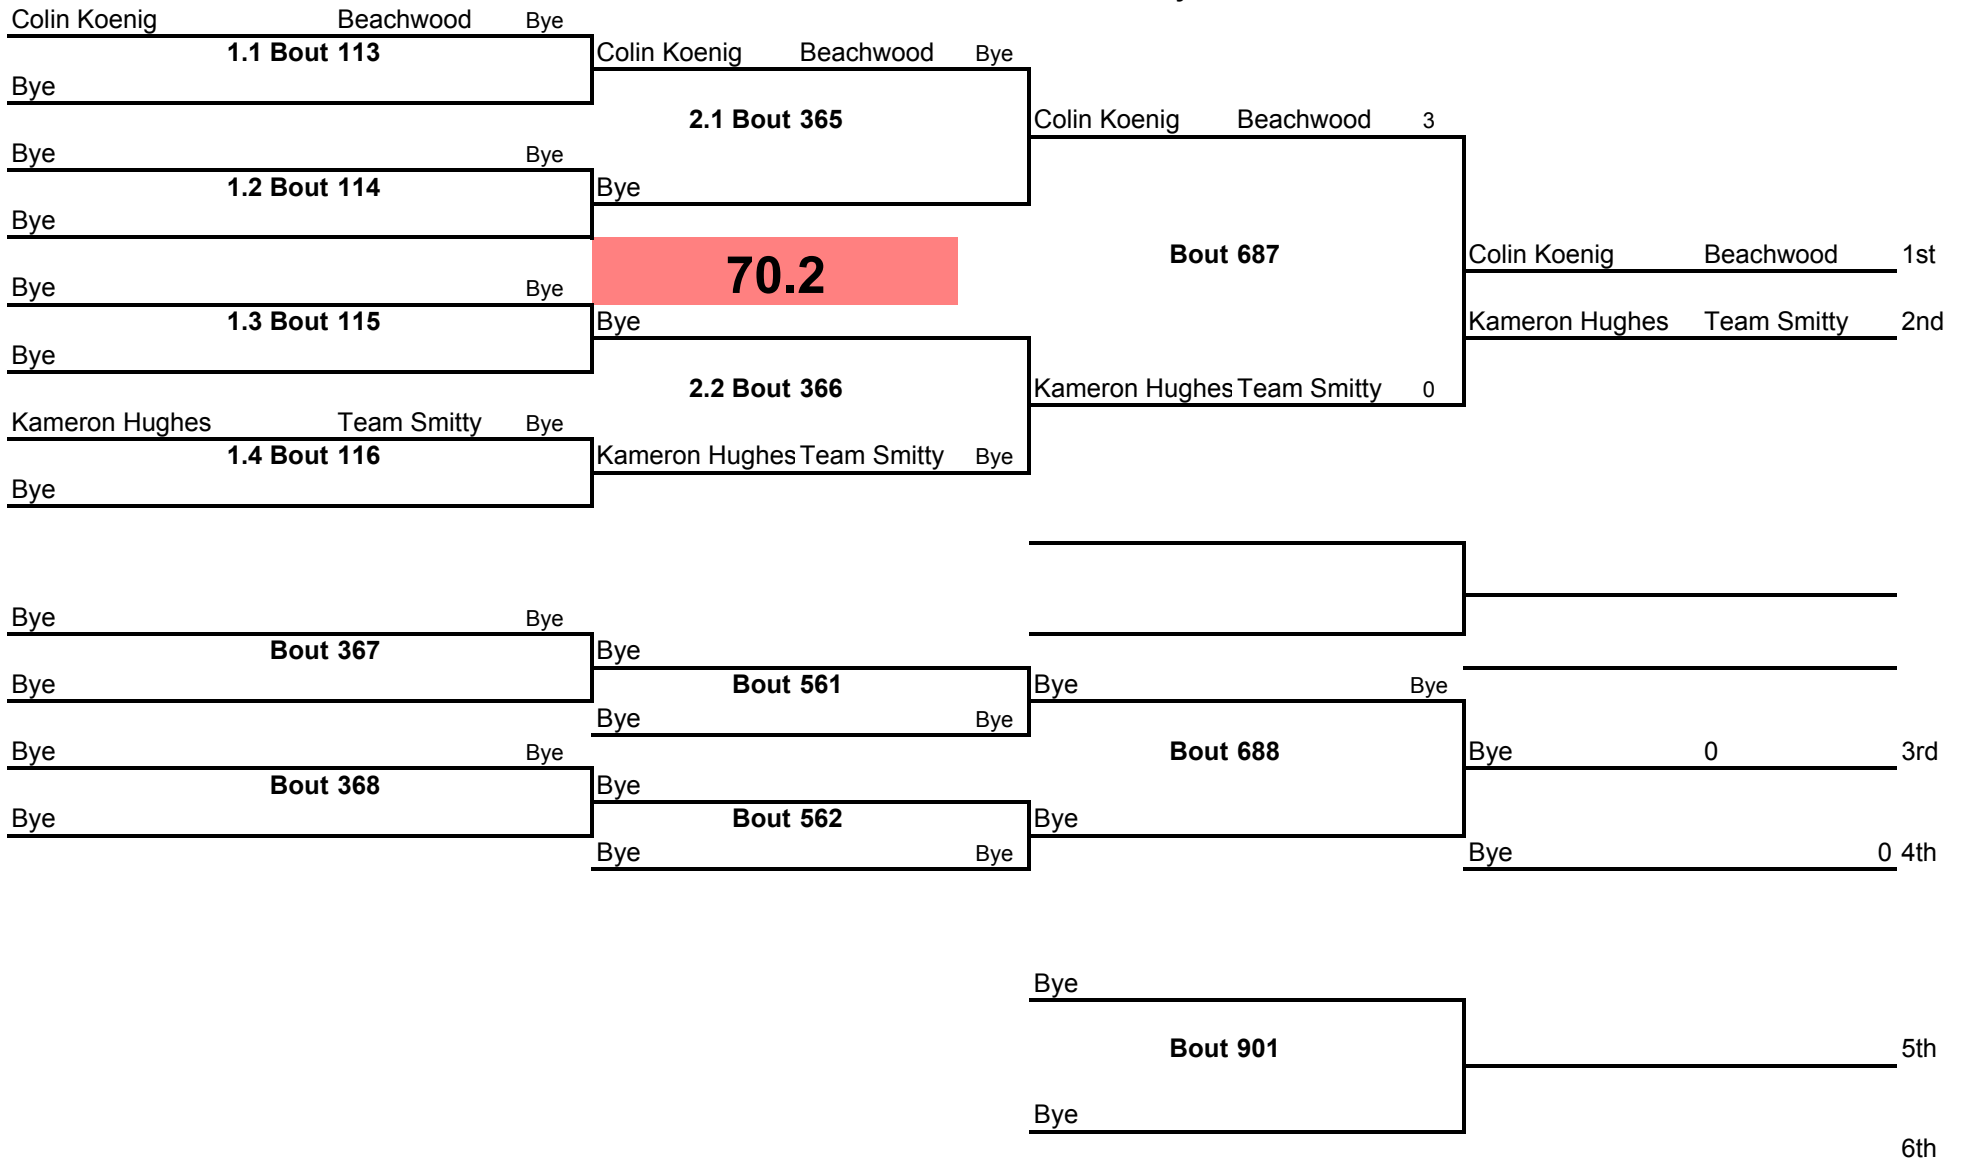 Colin Koenig Beachwood Bye
1.1 Bout 113 Colin Koenig Beachwood Bye
Bye
2.1 Bout 365 Colin Koenig Beachwood 3
Bye Bye
1.2 Bout 114 Bye
Bye
70.2 Bout 687 Colin Koenig Beachwood 1st
Bye Bye
1.3 Bout 115 Bye Kameron Hughes Team Smitty 2nd
Bye
2.2 Bout 366 Kameron Hughes Team Smitty 0
Kameron Hughes Team Smitty Bye
1.4 Bout 116 Kameron Hughes Team Smitty Bye
Bye
Bye Bye
Bout 367 Bye
Bye Bout 561 Bye Bye
Bye Bye
Bye Bye Bout 688 Bye 0 3rd
Bout 368 Bye
Bye Bout 562 Bye
Bye Bye Bye 0 4th
Bye
Bout 901 5th
Bye
6th